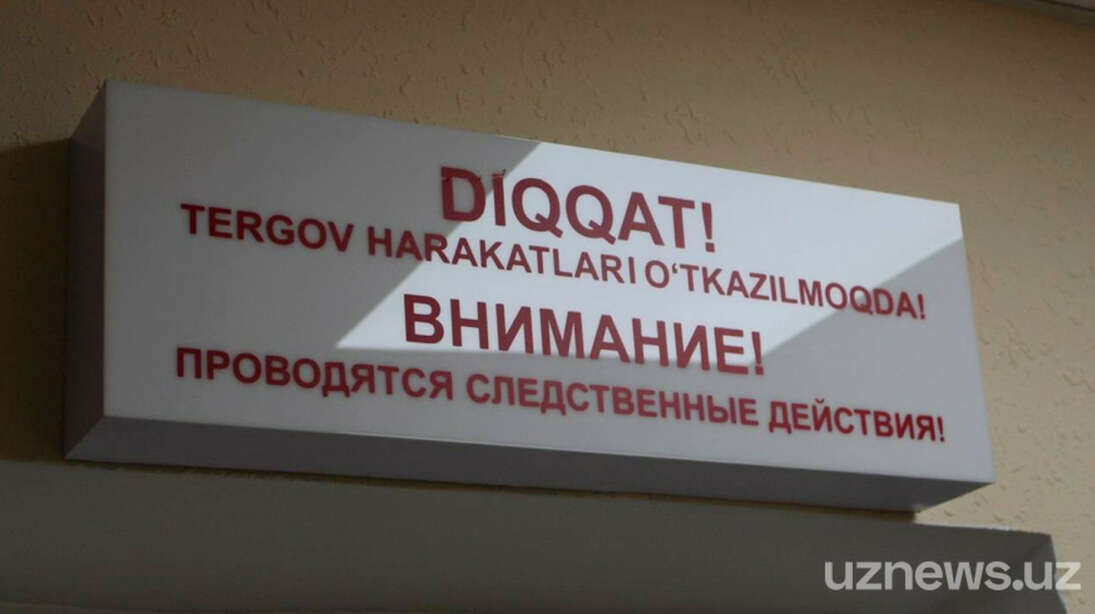 DIQQAT!
TERGOV HARAKATLARI O‘TKAZILMOQDA!
ВНИМАНИЕ!
ПРОВОДЯТСЯ СЛЕДСТВЕННЫЕ ДЕЙСТВИЯ!
uznews.uz